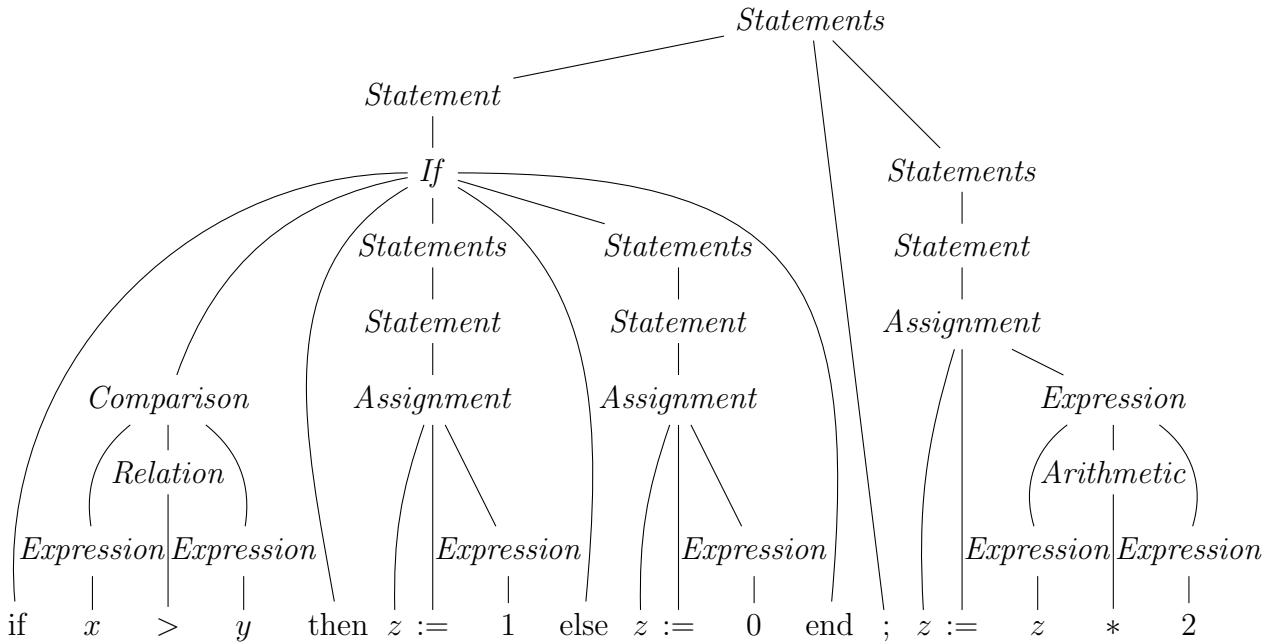 Statements
Statement
If
Statements
Statements Statements
Statement
Statement Statement Assignment
Comparison Assignment Assignment Expression
Relation Arithmetic
Expression Expression Expression Expression Expression Expression
if x > y then z := 1 else z := 0 end ; z := z * 2